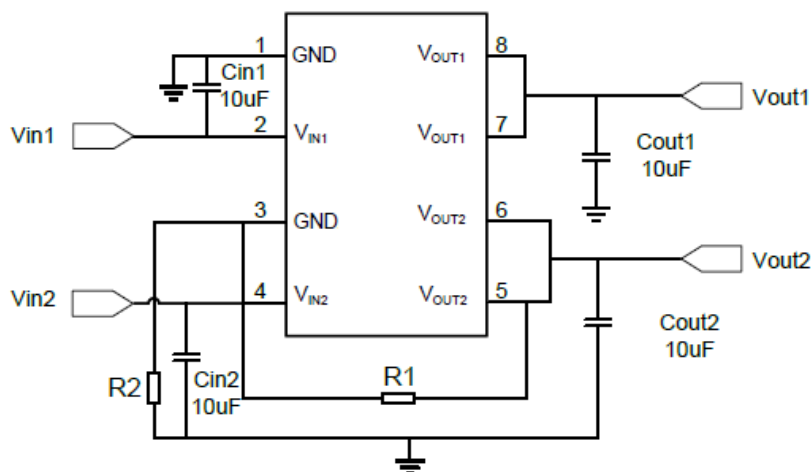 1 GND VOUT1 8
Cin1
10uF
Vin1 2 VIN1 VOUT1 7 Vout1
Cout1
10uF
3 GND VOUT2 6
Vin2 4 VIN2 VOUT2 5 Vout2
Cout2
10uF
R2 Cin2 R1
10uF